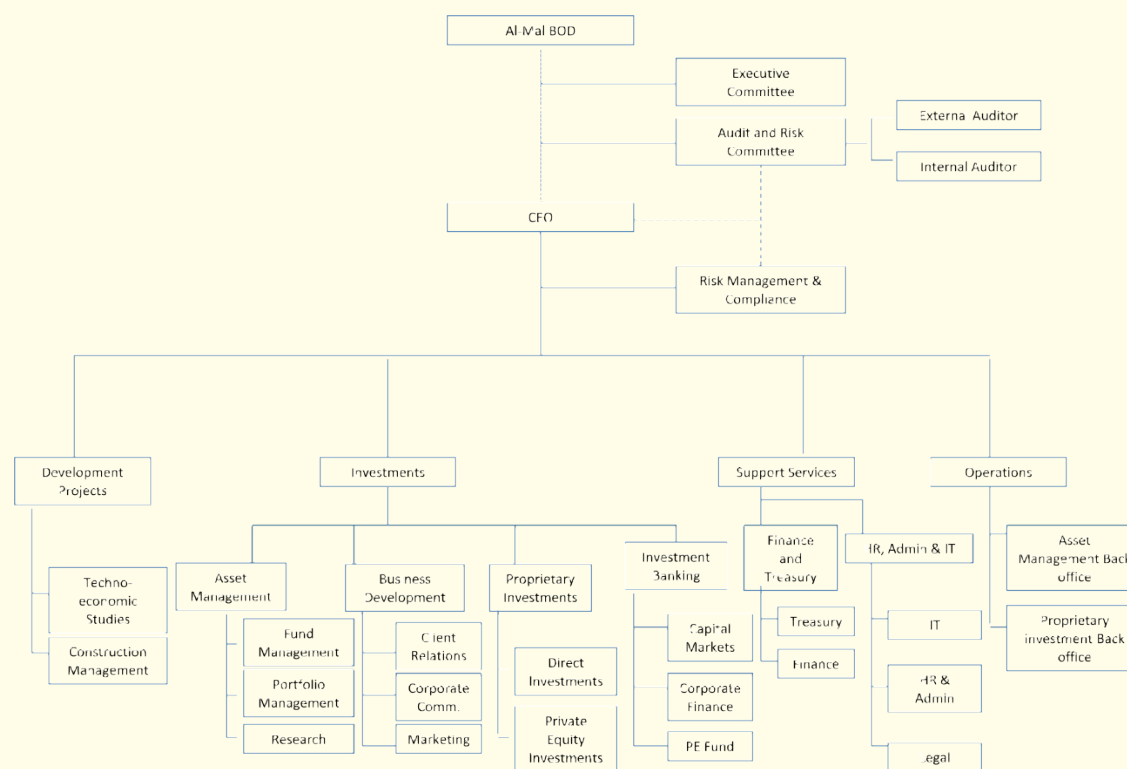 Al-Mal BOD
Executive
Committee
Audit and Risk
Committee
External Auditor
Internal Auditor
CEO
Risk Management &
Compliance
Development
Projects
Investments
Support Services
Operations
Techno-
economic
Studies
Construction
Management
Asset
Management
Fund
Management
Portfolio
Management
Research
Business
Development
Client
Relations
Corporate
Comm.
Marketing
Proprietary
Investments
Direct
Investments
Private
Equity
Investments
Investment
Banking
Capital
Markets
Corporate
Finance
PE Fund
Finance
and
Treasury
Treasury
Finance
HR, Admin & IT
IT
HR &
Admin
Legal
Asset
Management Back
office
Proprietary
investment Back
office